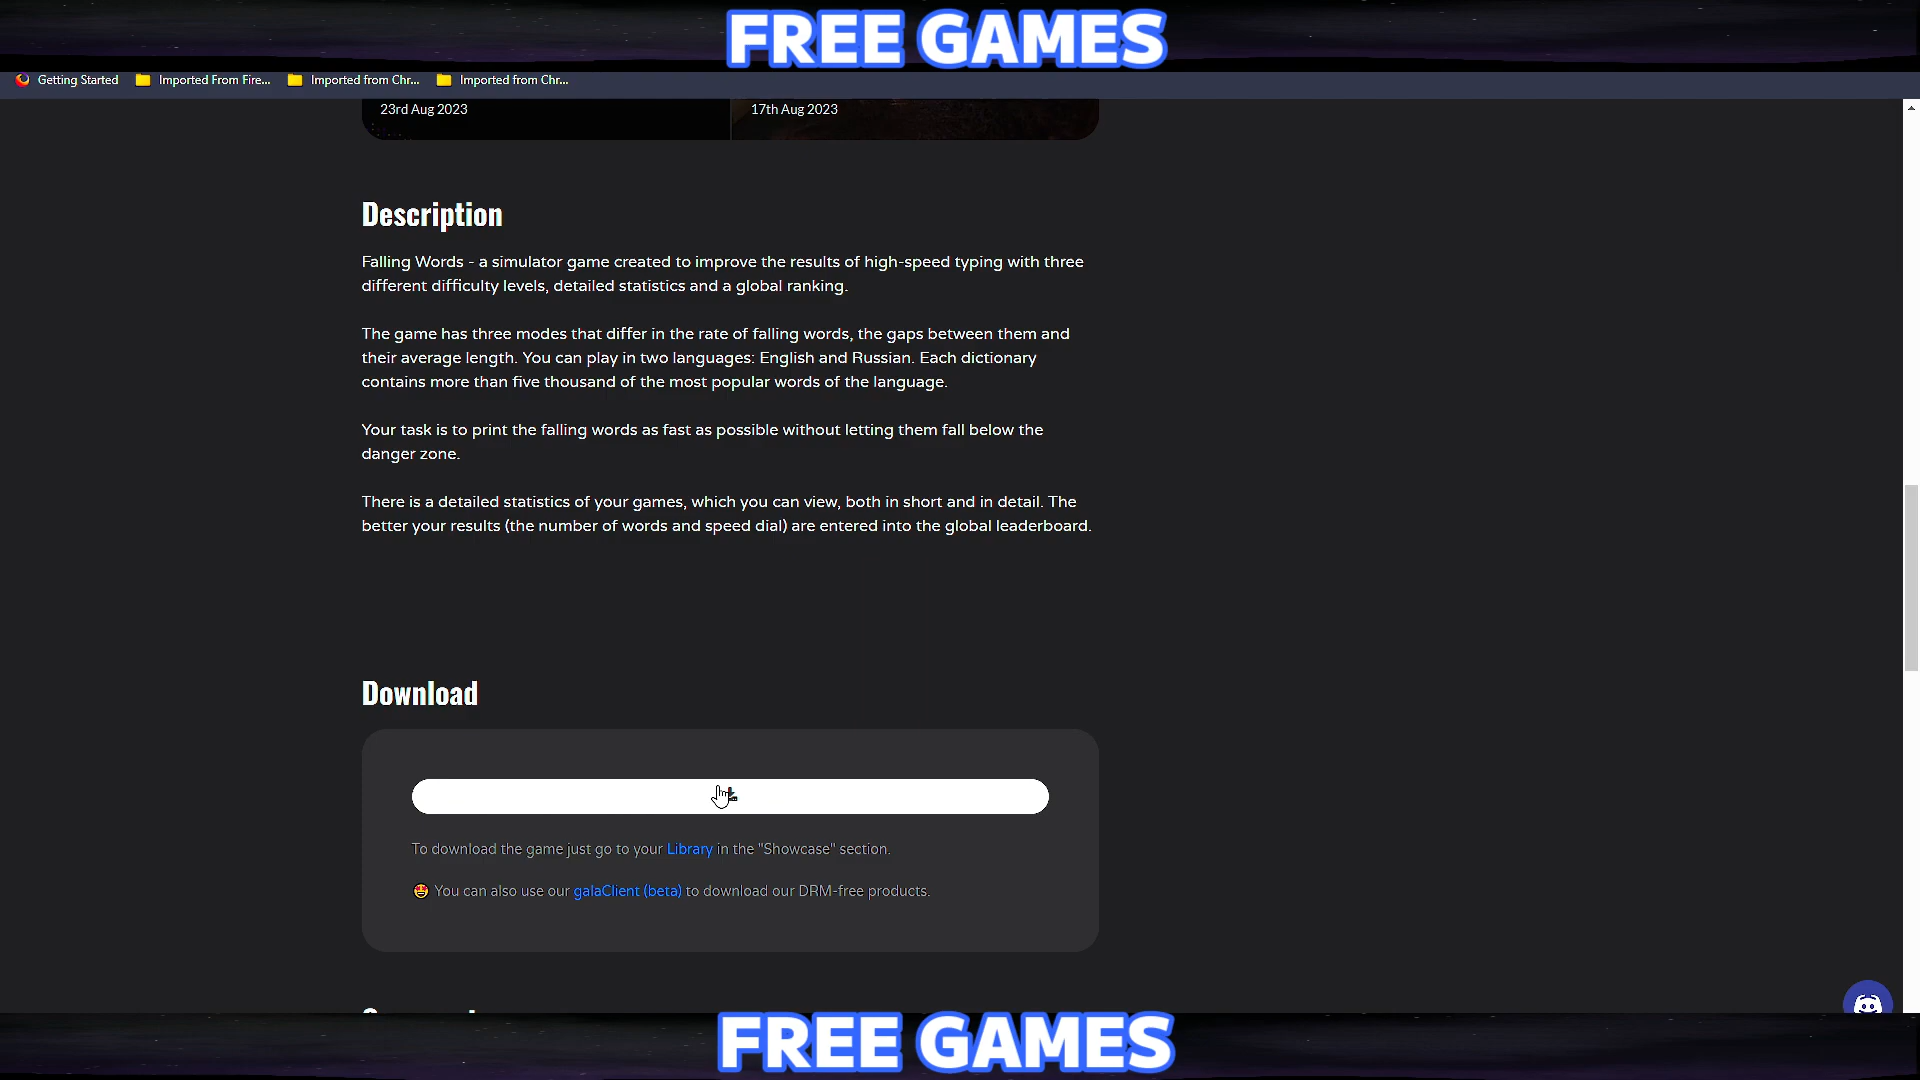 FREE GAMES
Getting Started Imported From Fire... Imported from Chr... Imported from Chr...
23rd Aug 2023 17th Aug 2023
Description
Falling Words - a simulator game created to improve the results of high-speed typing with three
different difficulty levels, detailed statistics and a global ranking.
The game has three modes that differ in the rate of falling words, the gaps between them and
their average length. You can play in two languages: English and Russian. Each dictionary
contains more than five thousand of the most popular words of the language.
Your task is to print the falling words as fast as possible without letting them fall below the
danger zone.
There is a detailed statistics of your games, which you can view, both in short and in detail. The
better your results (the number of words and speed dial) are entered into the global leaderboard.
Download
To download the game just go to your Library in the "Showcase" section.
You can also use our galaClient (beta) to download our DRM-free products.
FREE GAMES